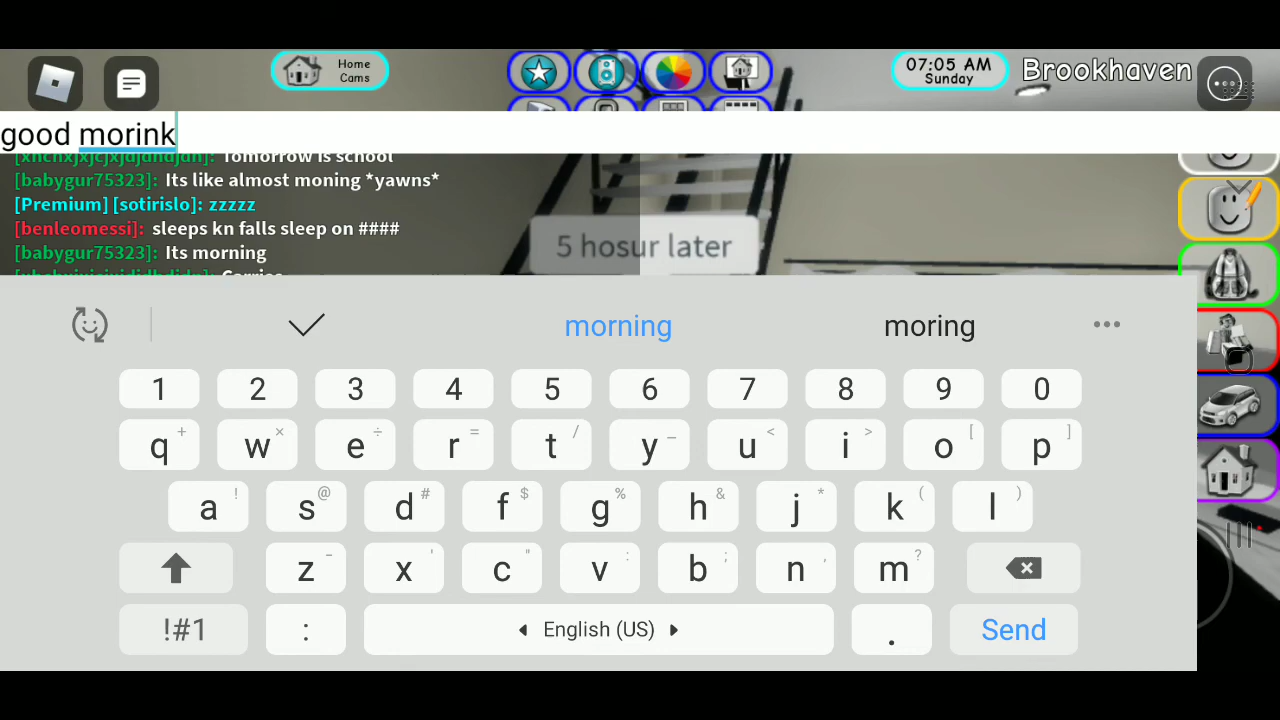 Home
Cams
07:05 AM
Sunday
Brookhaven
good morink
[xhchxjxjcjxjdjdhdjdh]: Tomorrow is school
[babygur75323]: Its like almost moning *yawns*
[Premium] [sotirislo]: zzzzz
[benleomessi]: sleeps kn falls sleep on ####
[babygur75323]: Its morning
5 hosur later
morning moring
1 2 3 4 5 6 7 8 9 0
q + w × e ÷ r = t / y _ u < i > o [ p ]
a ! s @ d # f $ g % h & j * k ( l )
z - x ' c " v : b ; n , m ?
!#1 : English (US) . Send